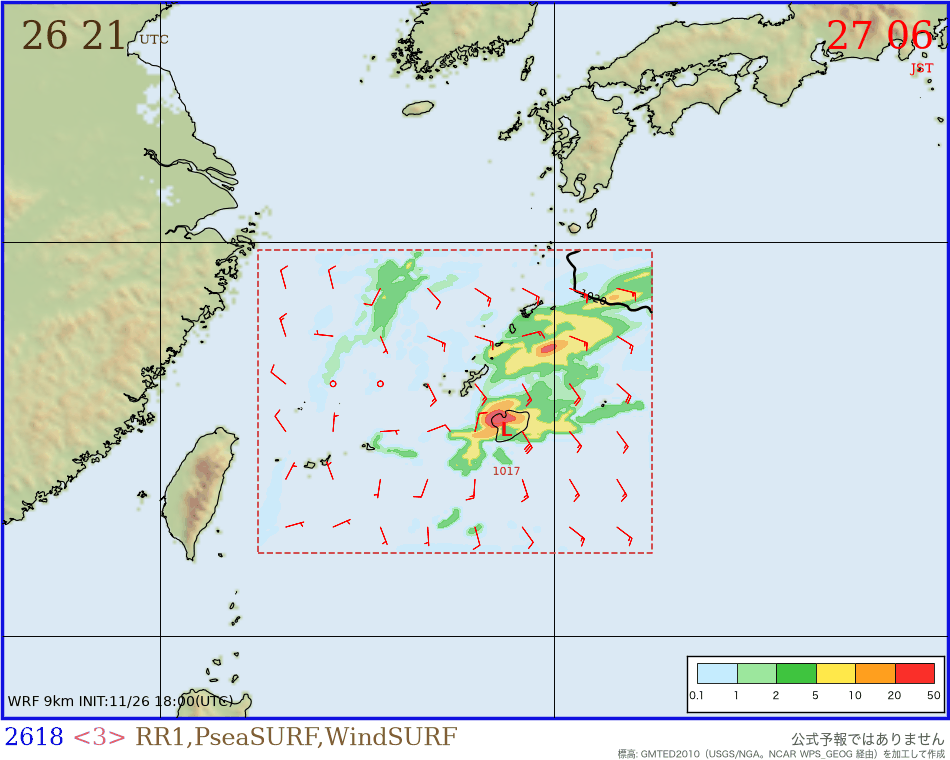 26 21 UTC
27 06
JST
1020
L
1017
0.1 1 2 5 10 20 50
WRF 9km INIT:11/26 18:00(UTC)
2618 <3> RR1,PseaSURF,WindSURF
公式予報ではありません
標高: GMTED2010（USGS/NGA。NCAR WPS_GEOG 経由）を加工して作成